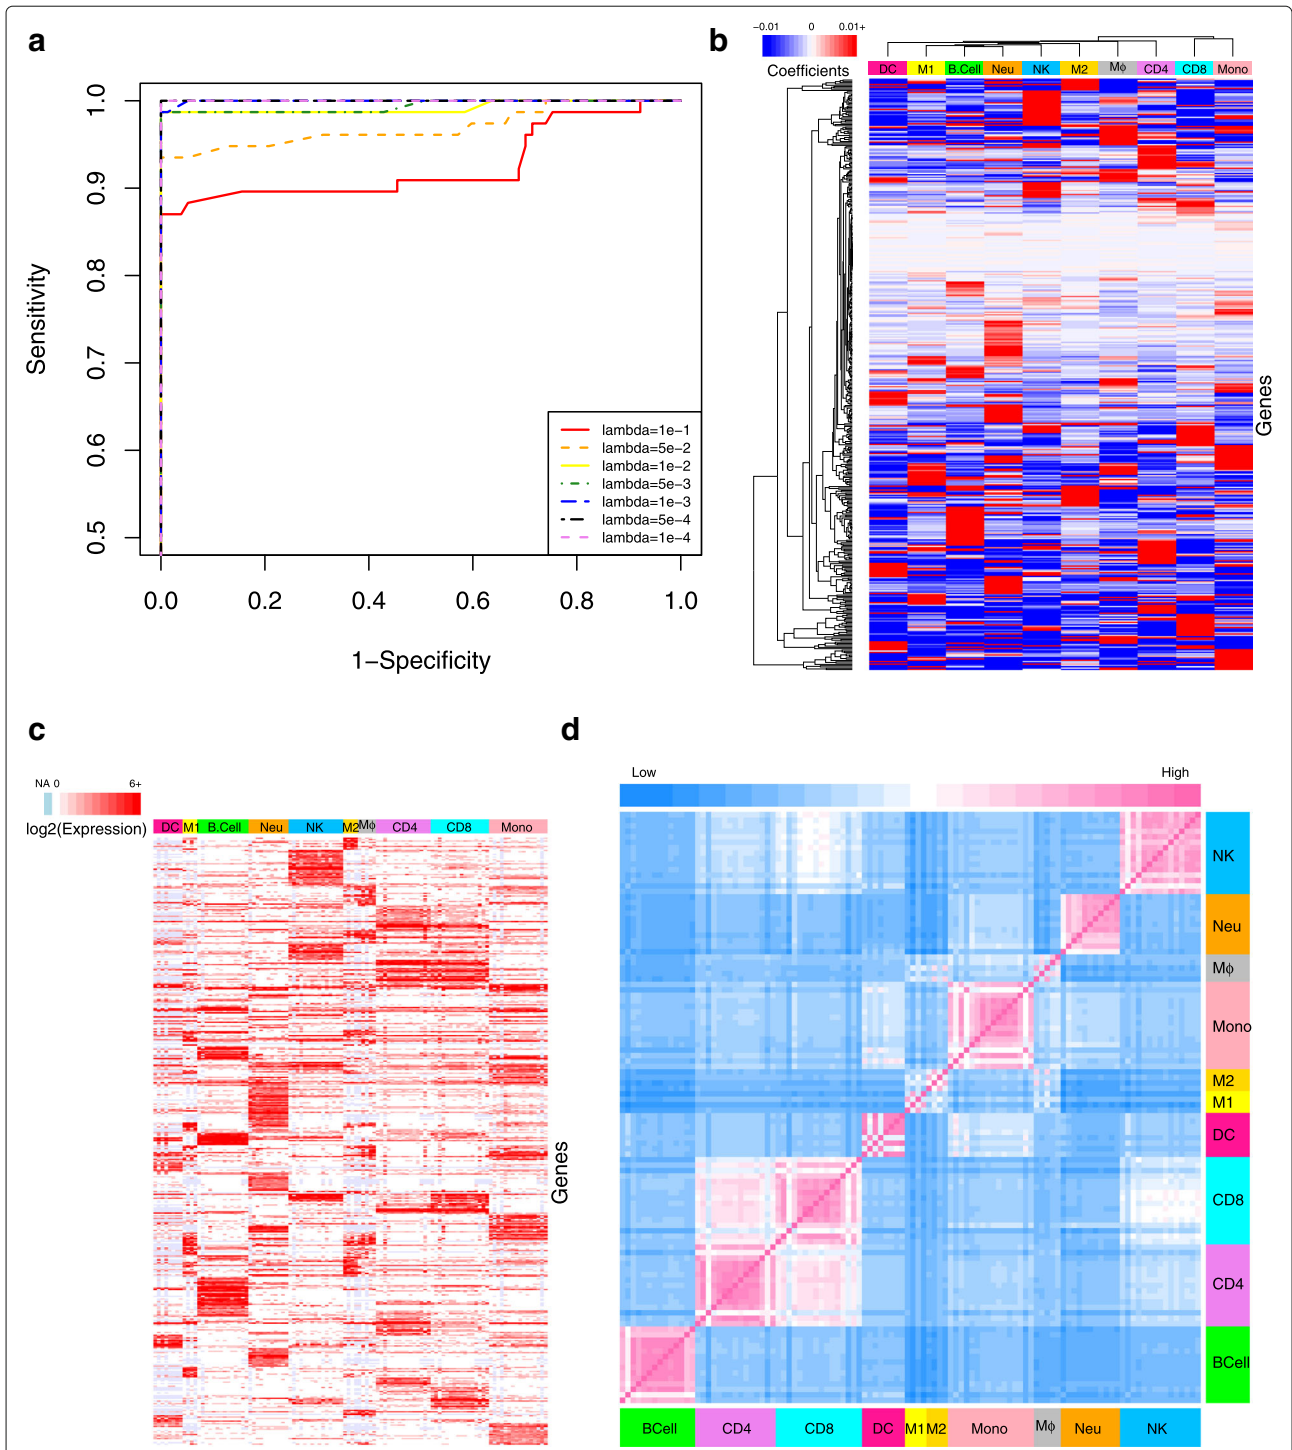 a
1.0
0.9
0.8
0.7
0.6
0.5
Sensitivity
0.0 0.2 0.4 0.6 0.8 1.0
1−Specificity
lambda=1e−1
lambda=5e−2
lambda=1e−2
lambda=5e−3
lambda=1e−3
lambda=5e−4
lambda=1e−4
b
−0.01 0 0.01+
Coefficients
DC M1 B.Cell Neu NK M2 Mϕ CD4 CD8 Mono
Genes
c
NA 0 6+
log2(Expression)
DC M1 B.Cell Neu NK M2 Mϕ CD4 CD8 Mono
Genes
d
Low High
NK
Neu
Mϕ
Mono
M2
M1
DC
CD8
CD4
BCell
BCell CD4 CD8 DC M1 M2 Mono Mϕ Neu NK